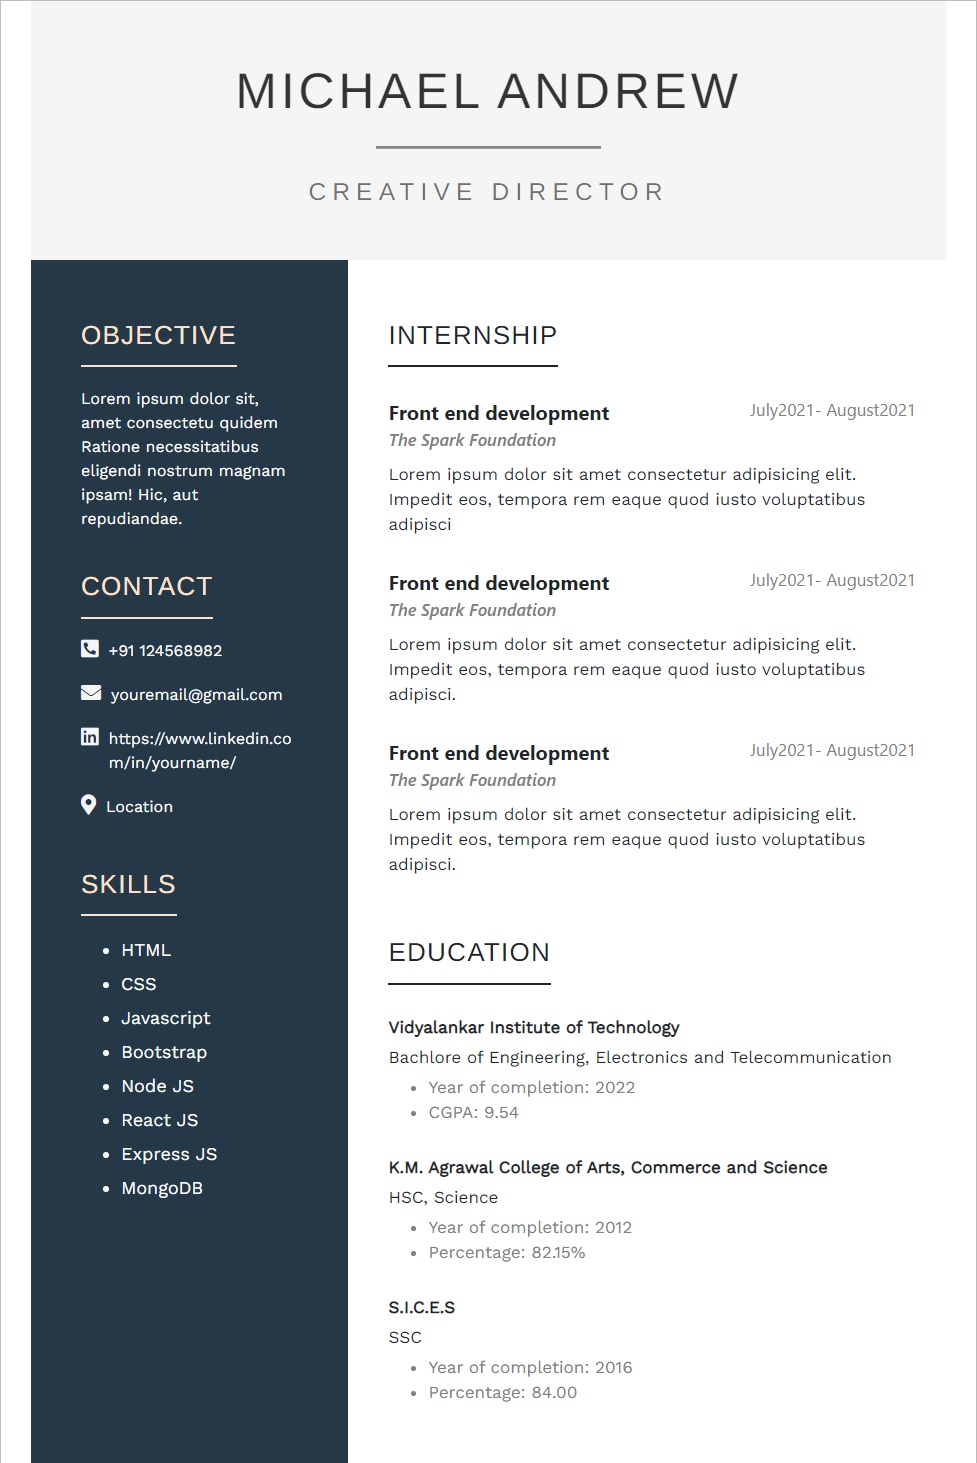 MICHAEL ANDREW
CREATIVE DIRECTOR
OBJECTIVE
Lorem ipsum dolor sit,
amet consectetu quidem
Ratione necessitatibus
eligendi nostrum magnam
ipsam! Hic, aut
repudiandae.
CONTACT
+91 124568982
youremail@gmail.com
https://www.linkedin.co
m/in/yourname/
Location
SKILLS
HTML
CSS
Javascript
Bootstrap
Node JS
React JS
Express JS
MongoDB
INTERNSHIP
Front end development July2021- August2021
The Spark Foundation
Lorem ipsum dolor sit amet consectetur adipisicing elit.
Impedit eos, tempora rem eaque quod iusto voluptatibus
adipisci
Front end development July2021- August2021
The Spark Foundation
Lorem ipsum dolor sit amet consectetur adipisicing elit.
Impedit eos, tempora rem eaque quod iusto voluptatibus
adipisci.
Front end development July2021- August2021
The Spark Foundation
Lorem ipsum dolor sit amet consectetur adipisicing elit.
Impedit eos, tempora rem eaque quod iusto voluptatibus
adipisci.
EDUCATION
Vidyalankar Institute of Technology
Bachlore of Engineering, Electronics and Telecommunication
Year of completion: 2022
CGPA: 9.54
K.M. Agrawal College of Arts, Commerce and Science
HSC, Science
Year of completion: 2012
Percentage: 82.15%
S.I.C.E.S
SSC
Year of completion: 2016
Percentage: 84.00